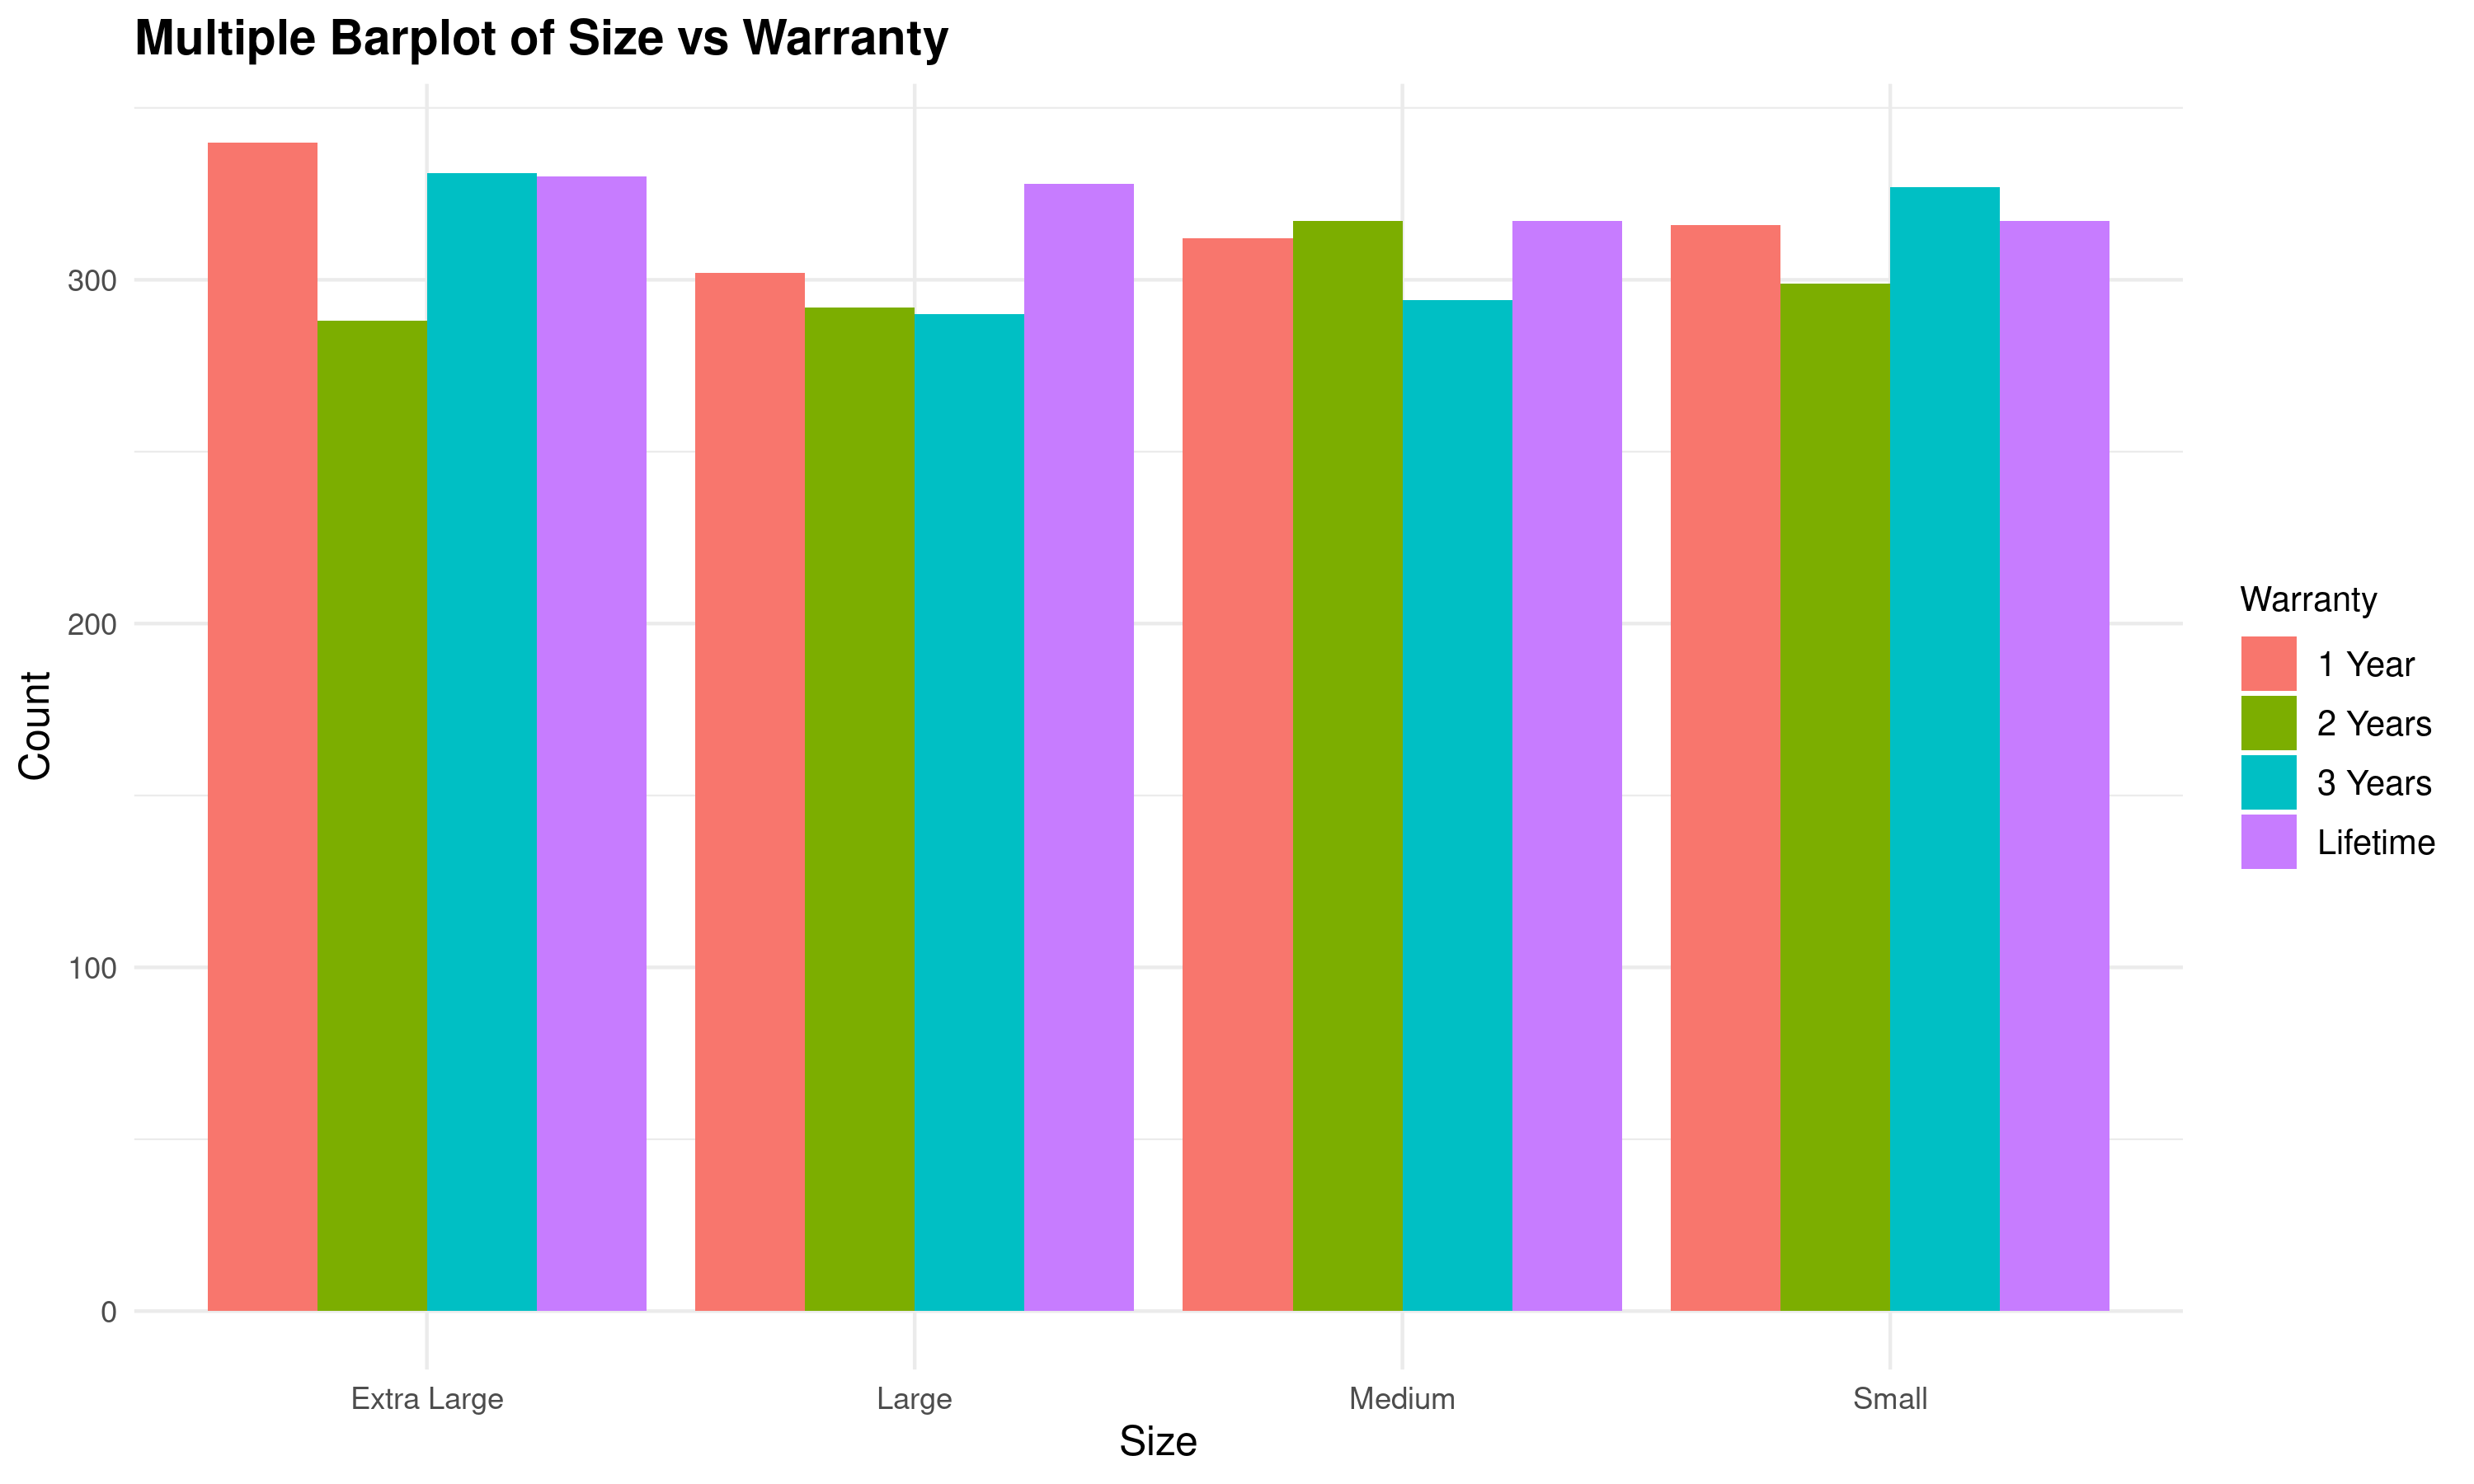 Multiple Barplot of Size vs Warranty
Count
300
200
100
0
Extra Large
Large
Medium
Small
Size
Warranty
1 Year
2 Years
3 Years
Lifetime